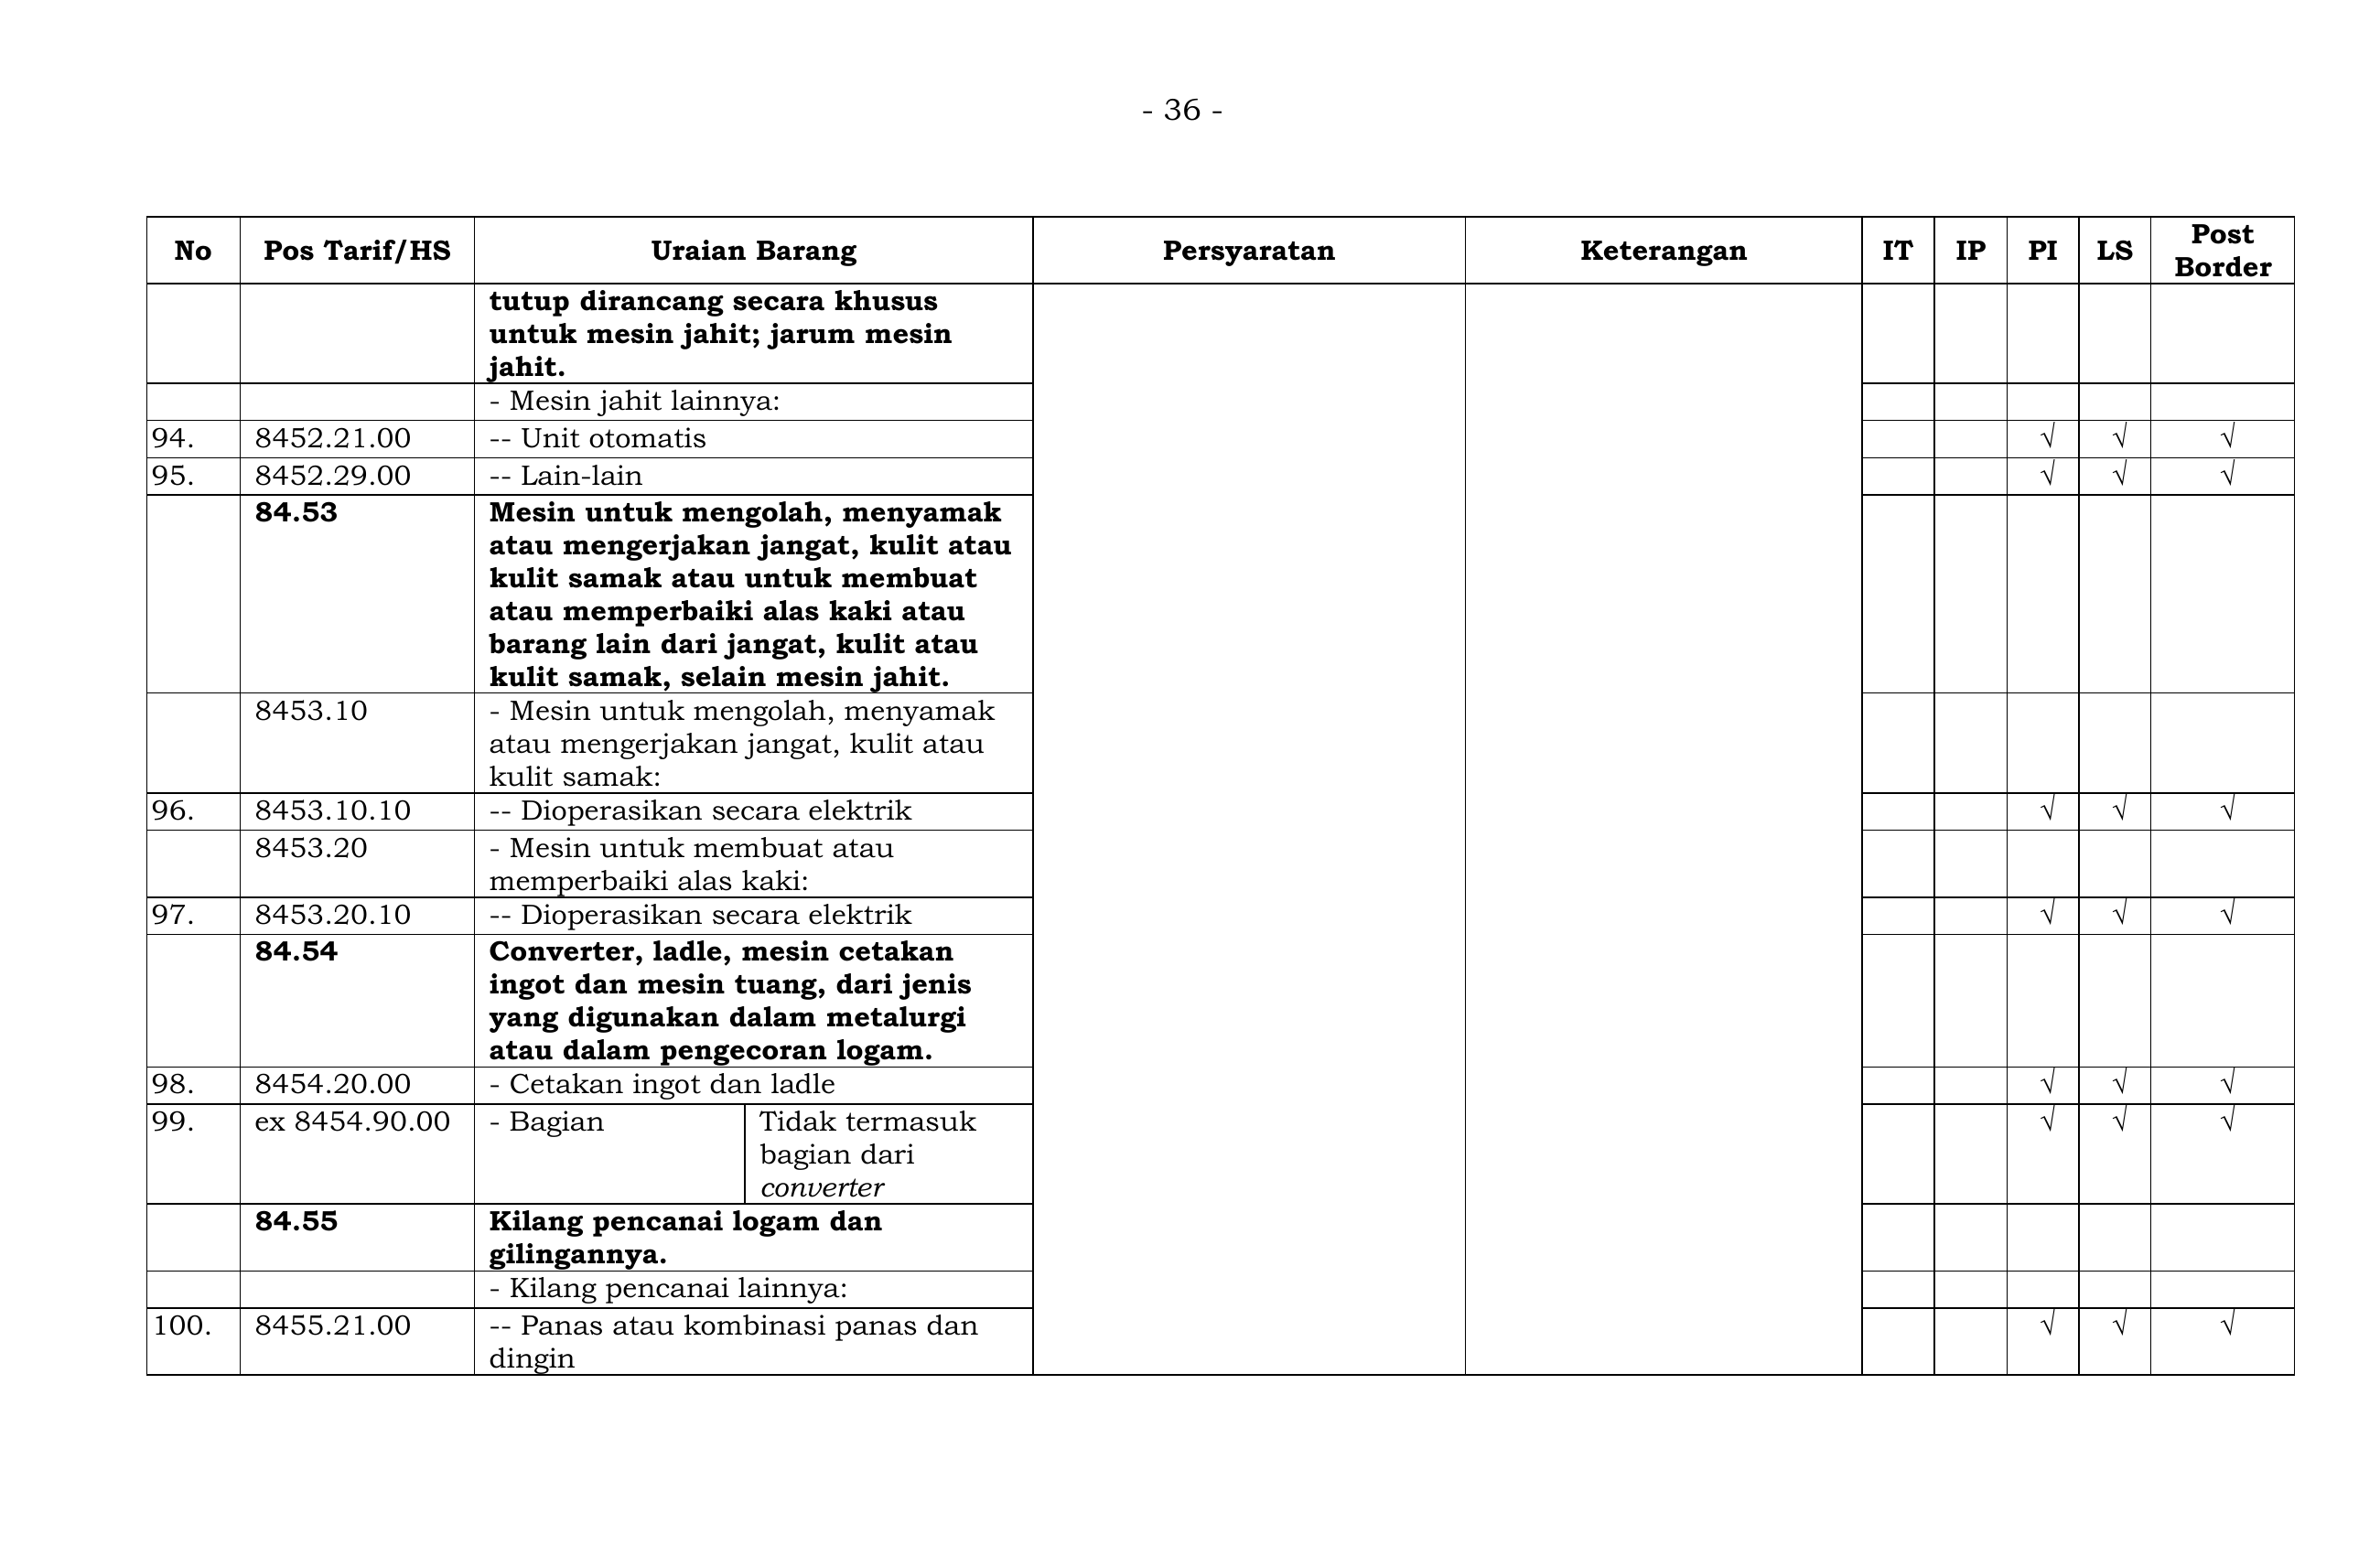 - 36 -
No Pos Tarif/HS Uraian Barang Persyaratan Keterangan IT IP PI LS Post Border
tutup dirancang secara khusus
untuk mesin jahit; jarum mesin
jahit.
- Mesin jahit lainnya:
94. 8452.21.00 -- Unit otomatis √ √ √
95. 8452.29.00 -- Lain-lain √ √ √
84.53 Mesin untuk mengolah, menyamak
atau mengerjakan jangat, kulit atau
kulit samak atau untuk membuat
atau memperbaiki alas kaki atau
barang lain dari jangat, kulit atau
kulit samak, selain mesin jahit.
8453.10 - Mesin untuk mengolah, menyamak
atau mengerjakan jangat, kulit atau
kulit samak:
96. 8453.10.10 -- Dioperasikan secara elektrik √ √ √
8453.20 - Mesin untuk membuat atau
memperbaiki alas kaki:
97. 8453.20.10 -- Dioperasikan secara elektrik √ √ √
84.54 Converter, ladle, mesin cetakan
ingot dan mesin tuang, dari jenis
yang digunakan dalam metalurgi
atau dalam pengecoran logam.
98. 8454.20.00 - Cetakan ingot dan ladle √ √ √
99. ex 8454.90.00 - Bagian Tidak termasuk √ √ √
bagian dari
converter
84.55 Kilang pencanai logam dan
gilingannya.
- Kilang pencanai lainnya:
100. 8455.21.00 -- Panas atau kombinasi panas dan √ √ √
dingin